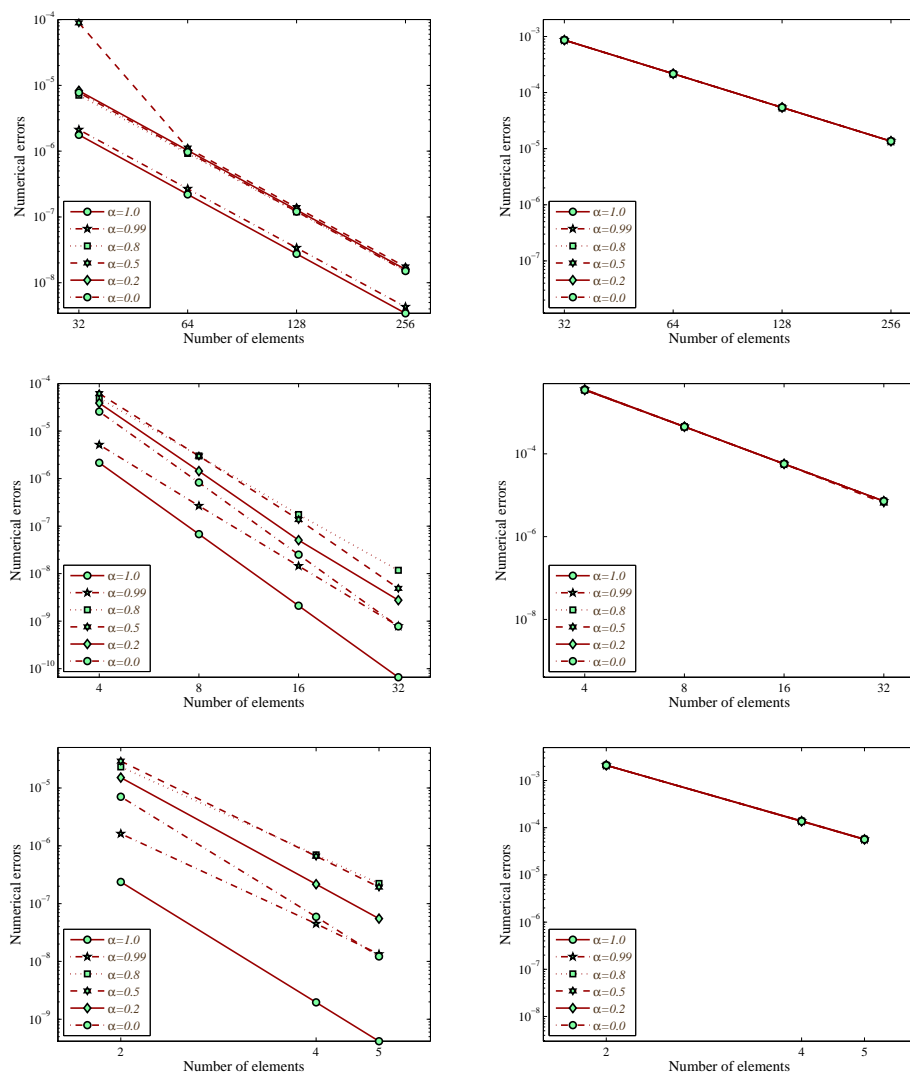 10⁻⁴
10⁻⁵
10⁻⁶
10⁻⁷
10⁻⁸
Numerical errors
α=1.0
α=0.99
α=0.8
α=0.5
α=0.2
α=0.0
32 64 128 256
Number of elements
10⁻³
10⁻⁴
10⁻⁵
10⁻⁶
10⁻⁷
Numerical errors
α=1.0
α=0.99
α=0.8
α=0.5
α=0.2
α=0.0
32 64 128 256
Number of elements
10⁻⁴
10⁻⁵
10⁻⁶
10⁻⁷
10⁻⁸
10⁻⁹
10⁻¹⁰
Numerical errors
α=1.0
α=0.99
α=0.8
α=0.5
α=0.2
α=0.0
4 8 16 32
Number of elements
10⁻⁴
10⁻⁶
10⁻⁸
Numerical errors
α=1.0
α=0.99
α=0.8
α=0.5
α=0.2
α=0.0
4 8 16 32
Number of elements
10⁻⁵
10⁻⁶
10⁻⁷
10⁻⁸
10⁻⁹
Numerical errors
α=1.0
α=0.99
α=0.8
α=0.5
α=0.2
α=0.0
2 4 5
Number of elements
10⁻³
10⁻⁴
10⁻⁵
10⁻⁶
10⁻⁷
10⁻⁸
Numerical errors
α=1.0
α=0.99
α=0.8
α=0.5
α=0.2
α=0.0
2 4 5
Number of elements